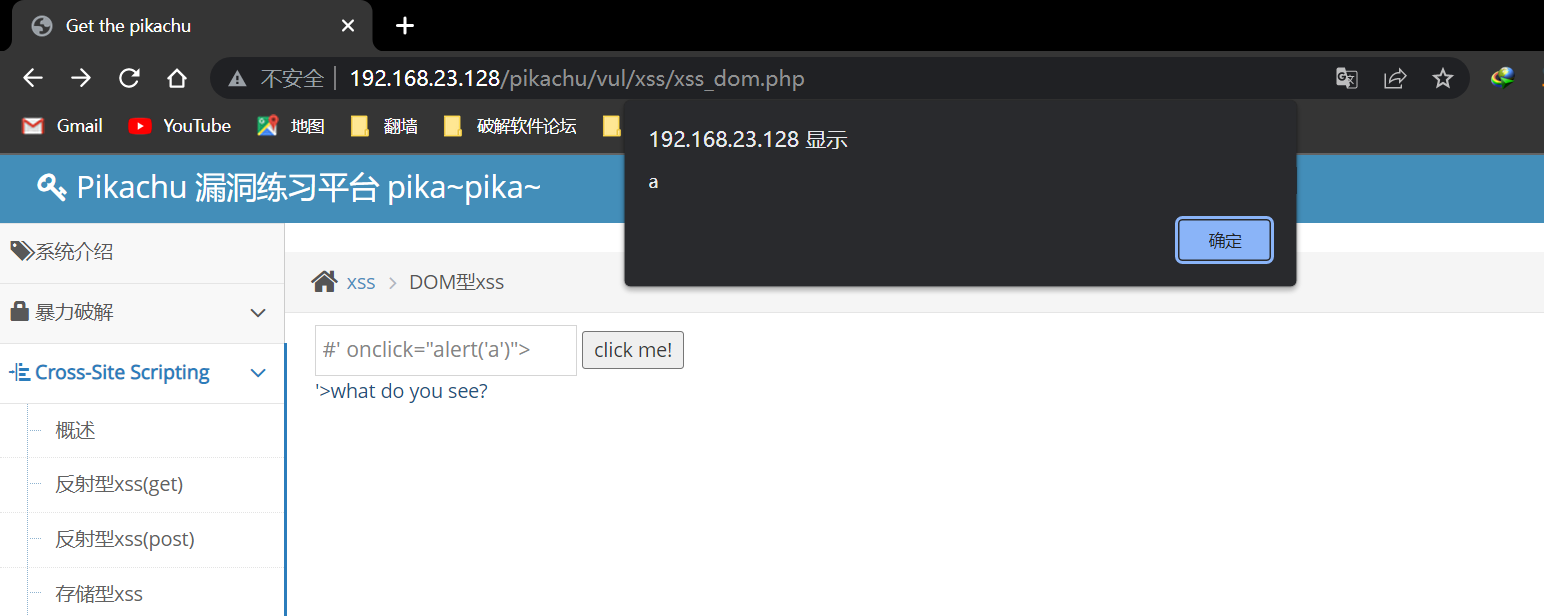 Get the pikachu
不安全 192.168.23.128/pikachu/vul/xss/xss_dom.php
Gmail YouTube 地图 翻墙 破解软件论坛
192.168.23.128 显示
a
确定
Pikachu 漏洞练习平台 pika~pika~
系统介绍
xss > DOM型xss
暴力破解
#' onclick="alert('a')"> click me!
Cross-Site Scripting
'>what do you see?
概述
反射型xss(get)
反射型xss(post)
存储型xss